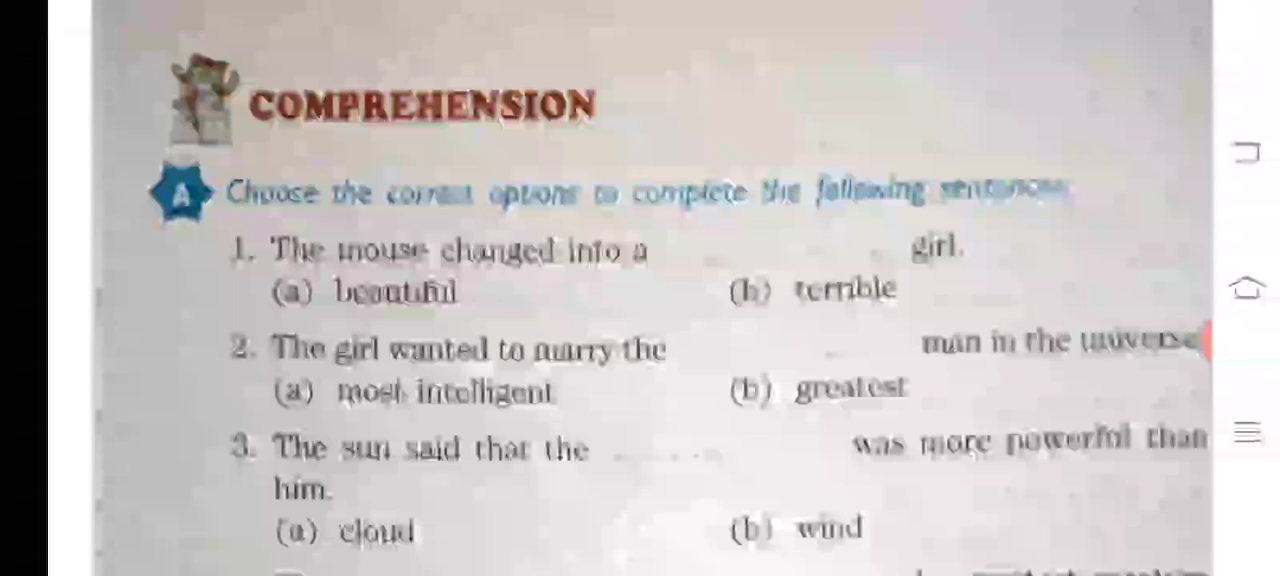 COMPREHENSION
A Choose the correct options to complete the following sentences:
1. The mouse changed into a girl.
(a) beautiful (b) terrible
2. The girl wanted to marry the man in the universe
(a) most intelligent (b) greatest
3. The sun said that the was more powerful than
him.
(a) cloud (b) wind